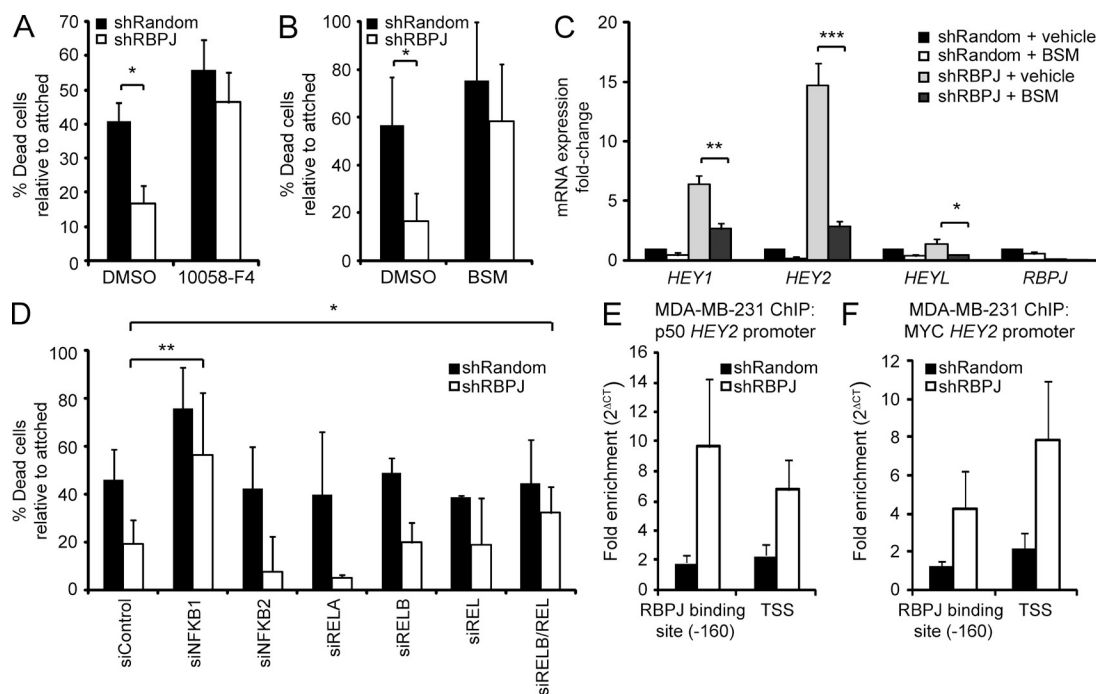 A
shRandom
shRBPJ
% Dead cells
relative to attched
70
60
50
40
30
20
10
0
*
DMSO
10058-F4
B
shRandom
shRBPJ
% Dead cells
relative to attched
100
80
60
40
20
0
*
DMSO
BSM
C
shRandom + vehicle
shRandom + BSM
shRBPJ + vehicle
shRBPJ + BSM
mRNA expression
fold-change
20
15
10
5
0
**
***
*
HEY1
HEY2
HEYL
RBPJ
D
*
**
shRandom
shRBPJ
% Dead cells
relative to attched
100
80
60
40
20
0
siControl
siNFKB1
siNFKB2
siRELA
siRELB
siREL
siRELB/REL
E
MDA-MB-231 ChIP:
p50 HEY2 promoter
shRandom
shRBPJ
Fold enrichment (2^ΔCT)
16
14
12
10
8
6
4
2
0
RBPJ binding
site (-160)
TSS
F
MDA-MB-231 ChIP:
MYC HEY2 promoter
shRandom
shRBPJ
Fold enrichment (2^ΔCT)
12
10
8
6
4
2
0
RBPJ binding
site (-160)
TSS